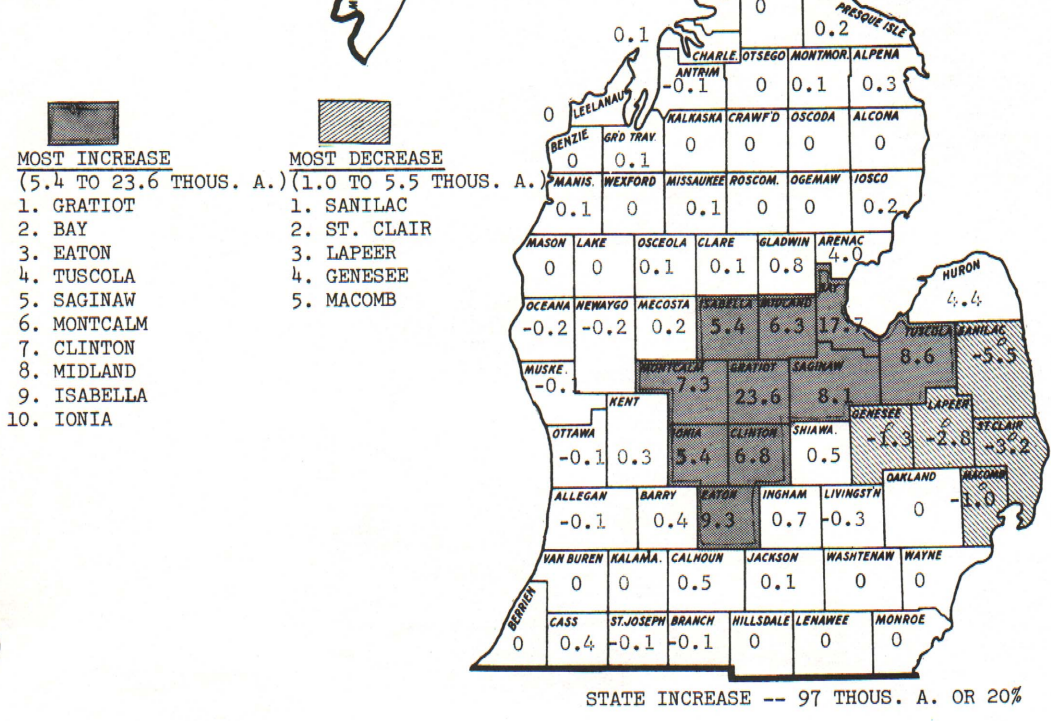 0
PRESQUE ISLE
0.2
0.1
CHARLE. OTSEGO MONTMOR. ALPENA
ANTRIM
-0.1 0 0.1 0.3
LEELANAU
0
KALKASKA CRAWF'D OSCODA ALCONA
0 0 0 0
BENZIE GR'D TRAV.
0 0.1
MANIS. WEXFORD MISSAUKEE ROSCOM. OGEMAW IOSCO
0.1 0 0.1 0 0 0.2
MASON LAKE OSCEOLA CLARE GLADWIN ARENAC
0 0 0.1 0.1 0.8 4.0
HURON
4.4
BAY
OCEANA NEWAYGO MECOSTA ISABELLA MIDLAND
-0.2 -0.2 0.2 5.4 6.3 17.7
TUSCOLA SANILAC
8.6 -5.5
MUSKE. MONTCALM GRATIOT SAGINAW
-0.1 7.3 23.6 8.1
KENT
GENESEE LAPEER ST.CLAIR
-1.3 -2.8 -3.2
OTTAWA IONIA CLINTON SHIAWA.
-0.1 0.3 5.4 6.8 0.5
OAKLAND MACOMB
0 -1.0
ALLEGAN BARRY EATON INGHAM LIVINGST'N
-0.1 0.4 9.3 0.7 -0.3
VAN BUREN KALAMA. CALHOUN JACKSON WASHTENAW WAYNE
0 0 0.5 0.1 0 0
BERRIEN
CASS ST.JOSEPH BRANCH HILLSDALE LENAWEE MONROE
0 0.4 -0.1 -0.1 0 0 0
MOST INCREASE
(5.4 TO 23.6 THOUS. A.)
1. GRATIOT
2. BAY
3. EATON
4. TUSCOLA
5. SAGINAW
6. MONTCALM
7. CLINTON
8. MIDLAND
9. ISABELLA
10. IONIA
MOST DECREASE
(1.0 TO 5.5 THOUS. A.)
1. SANILAC
2. ST. CLAIR
3. LAPEER
4. GENESEE
5. MACOMB
STATE INCREASE -- 97 THOUS. A. OR 20%